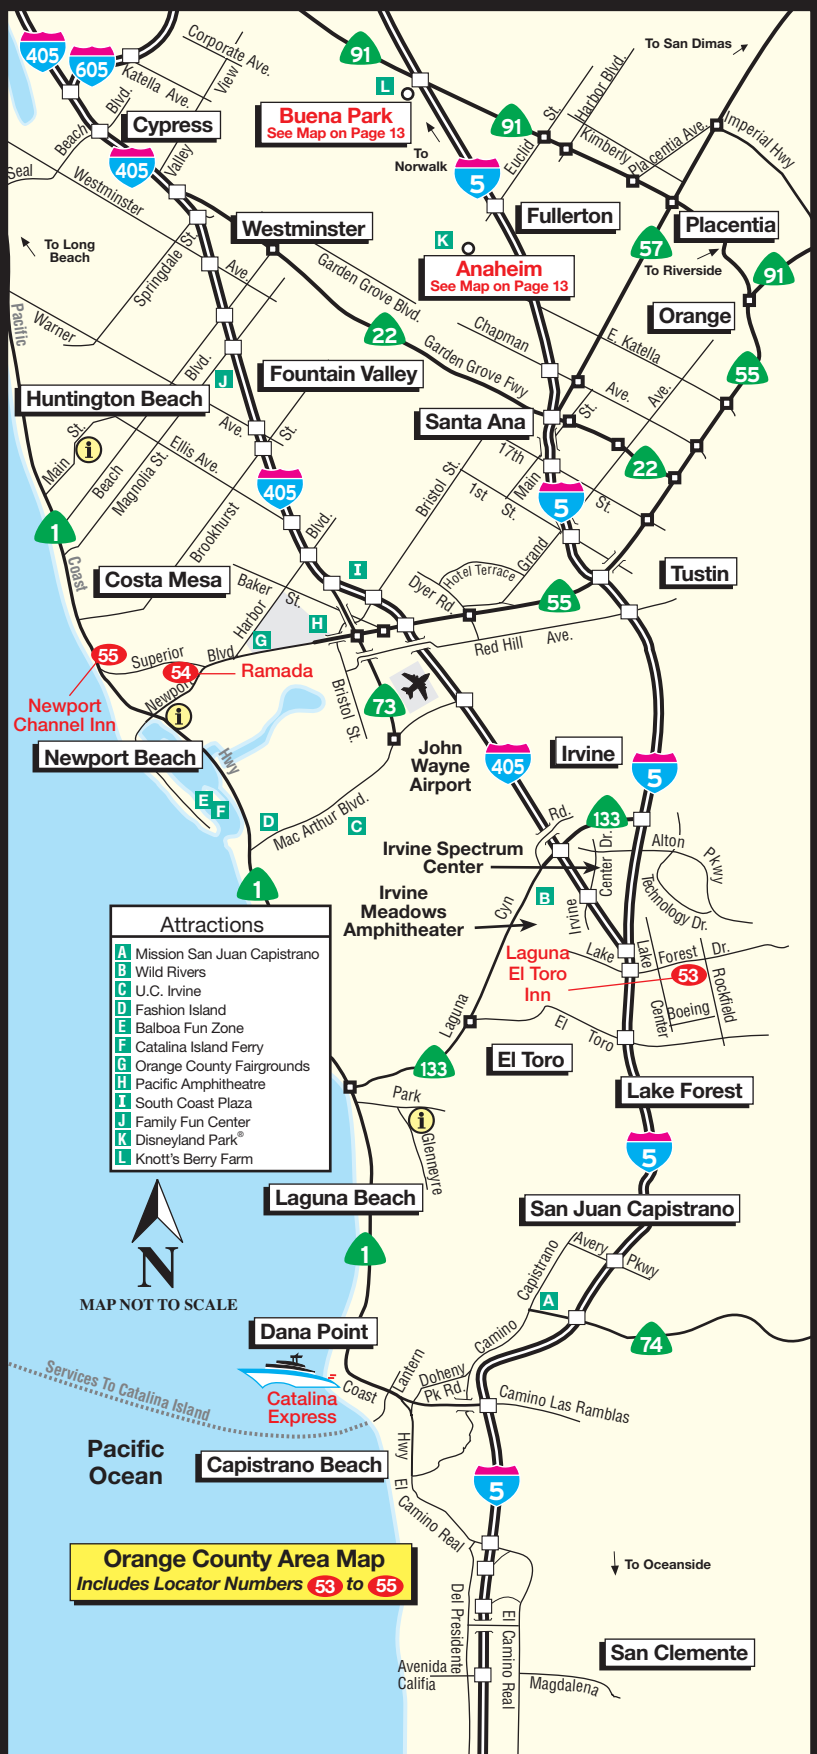 405
605
Corporate Ave.
Katella Ave.
View
Valley
Beach Blvd.
Cypress
405
91
L
Buena Park
See Map on Page 13
To San Dimas
91
St.
Euclid
Harbor Blvd.
Kimberly
Placentia Ave.
Imperial Hwy
To
Norwalk
5
Seal
Westminster
Ave.
Westminster
Fullerton
Placentia
57
To Riverside
91
To Long
Beach
Springdale St.
K
Anaheim
See Map on Page 13
Garden Grove Blvd.
22
Garden Grove Fwy
Chapman
Ave.
E. Katella
Ave.
Orange
55
Pacific
Warner
Ave.
Blvd.
J
Fountain Valley
Huntington Beach
Santa Ana
St.
22
Main St.
i
Beach
Magnolia St.
Ellis Ave.
St.
Brookhurst
405
Bristol St.
17th
St.
Main
1st
St.
5
Grand
1
Coast
Costa Mesa
Baker
St.
Harbor
Blvd.
I
H
G
Hotel Terrace
Dyer Rd.
55
Tustin
Red Hill Ave.
55
Superior
Blvd.
54
Ramada
Newport
Newport
Channel Inn
i
Bristol St.
73
John
Wayne
Airport
405
Irvine
5
Newport Beach
Hwy
E
F
D
Mac Arthur Blvd.
C
1
Rd.
133
Irvine Spectrum
Center
Irvine
Center
Dr.
Alton
Pkwy
Technology Dr.
Irvine
Meadows
Amphitheater
B
Cyn
Laguna
Laguna
El Toro
Inn
Lake Forest Dr.
53
Lake
Center
Boeing
Rockfield
El Toro
133
El Toro
Lake Forest
5
Attractions
A Mission San Juan Capistrano
B Wild Rivers
C U.C. Irvine
D Fashion Island
E Balboa Fun Zone
F Catalina Island Ferry
G Orange County Fairgrounds
H Pacific Amphitheatre
I South Coast Plaza
J Family Fun Center
K Disneyland Park®
L Knott's Berry Farm
N
MAP NOT TO SCALE
Park
i
Glenneyre
Laguna Beach
1
San Juan Capistrano
Avery Pkwy
Camino Capistrano
A
74
Dana Point
Catalina
Express
Services To Catalina Island
Coast
Hwy
Lantern
Doheny
Pk Rd.
Camino Las Ramblas
Pacific
Ocean
Capistrano Beach
5
El Camino Real
Orange County Area Map
Includes Locator Numbers 53 to 55
To Oceanside
Del Presidente
El Camino Real
San Clemente
Avenida
Califia
Magdalena